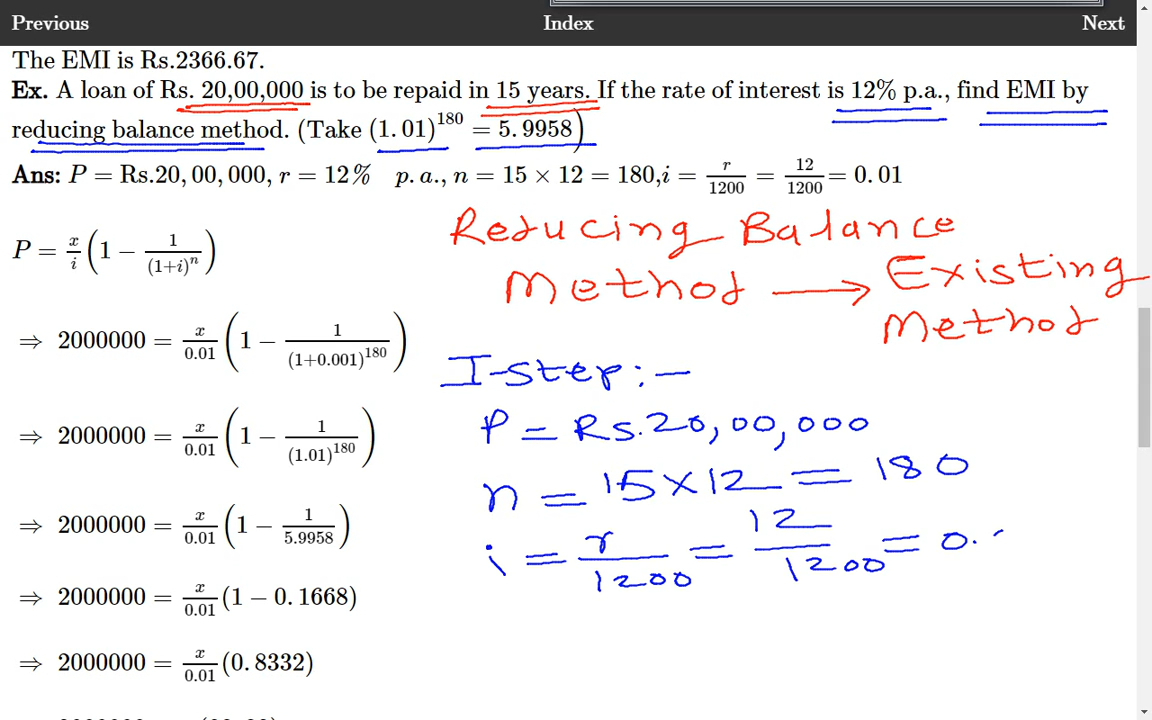 Previous Index Next
The EMI is Rs.2366.67.
Ex. A loan of Rs. 20,00,000 is to be repaid in 15 years. If the rate of interest is 12% p.a., find EMI by
reducing balance method. (Take (1.01)^180 = 5.9958)
Ans: P = Rs.20,00,000, r = 12% p.a., n = 15 × 12 = 180, i = r/1200 = 12/1200 = 0.01
P = x/i (1 − 1/(1+i)^n)
⇒ 2000000 = x/0.01 (1 − 1/(1+0.001)^180)
⇒ 2000000 = x/0.01 (1 − 1/(1.01)^180)
⇒ 2000000 = x/0.01 (1 − 1/5.9958)
⇒ 2000000 = x/0.01 (1 − 0.1668)
⇒ 2000000 = x/0.01 (0.8332)
Reducing Balance
Method → Existing
Method
I-step:-
P = Rs.20,00,000
n = 15×12 = 180
i = r/1200 = 12/1200 = 0.